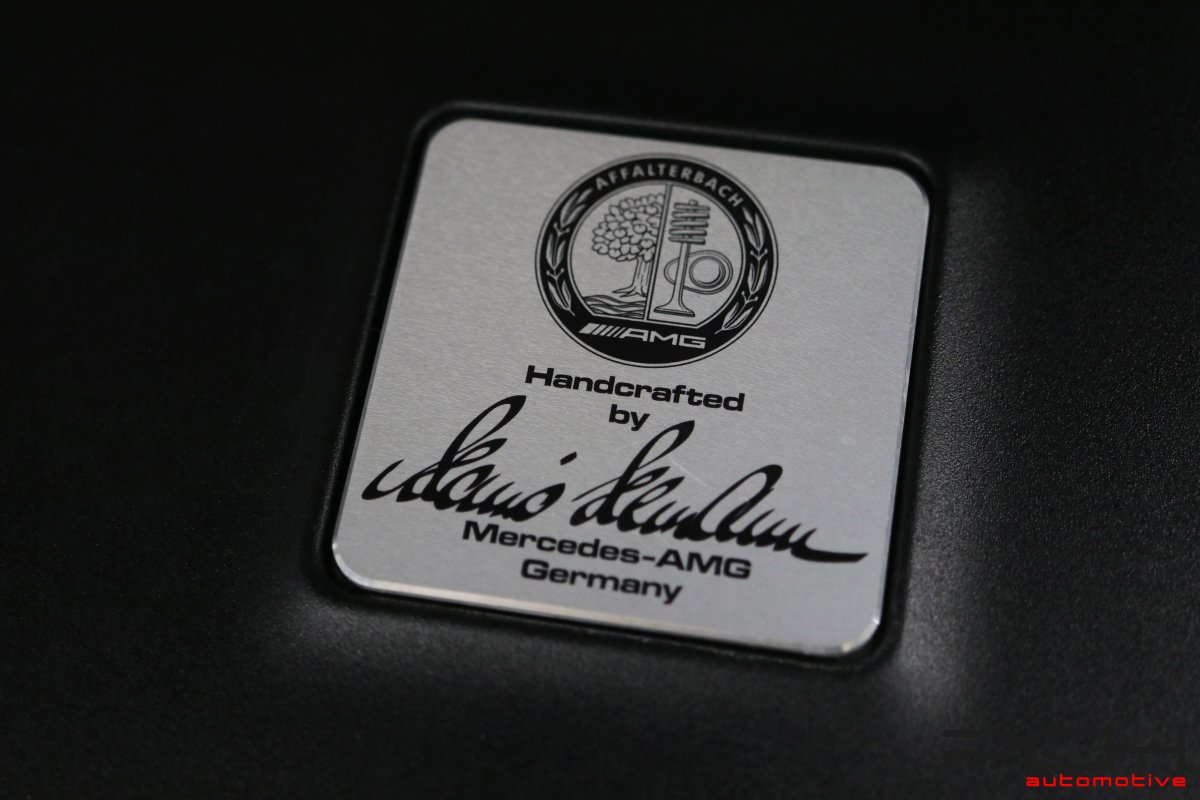 AFFALTERBACH
AMG
Handcrafted
by
Mercedes-AMG
Germany
automotive